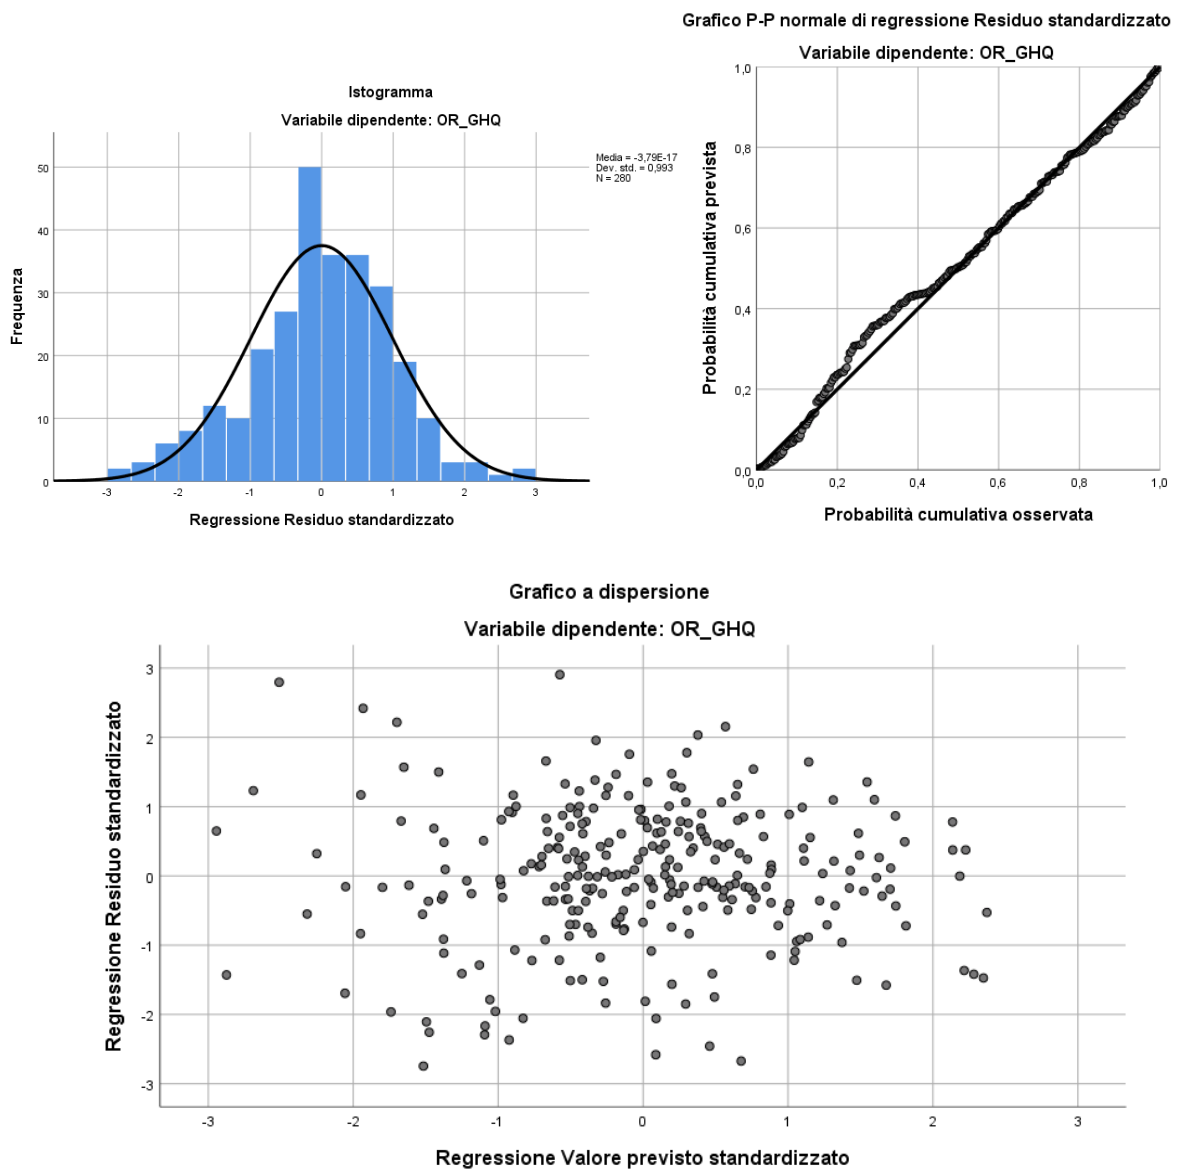 Istogramma
Variabile dipendente: OR_GHQ
Frequenza
50
40
30
20
10
0
-3 -2 -1 0 1 2 3
Regressione Residuo standardizzato
Media = -3,79E-17
Dev. std. = 0,993
N = 280
Grafico P-P normale di regressione Residuo standardizzato
Variabile dipendente: OR_GHQ
Probabilità cumulativa prevista
1,0
0,8
0,6
0,4
0,2
0,0
0,0 0,2 0,4 0,6 0,8 1,0
Probabilità cumulativa osservata
Grafico a dispersione
Variabile dipendente: OR_GHQ
Regressione Residuo standardizzato
3
2
1
0
-1
-2
-3
-3 -2 -1 0 1 2 3
Regressione Valore previsto standardizzato